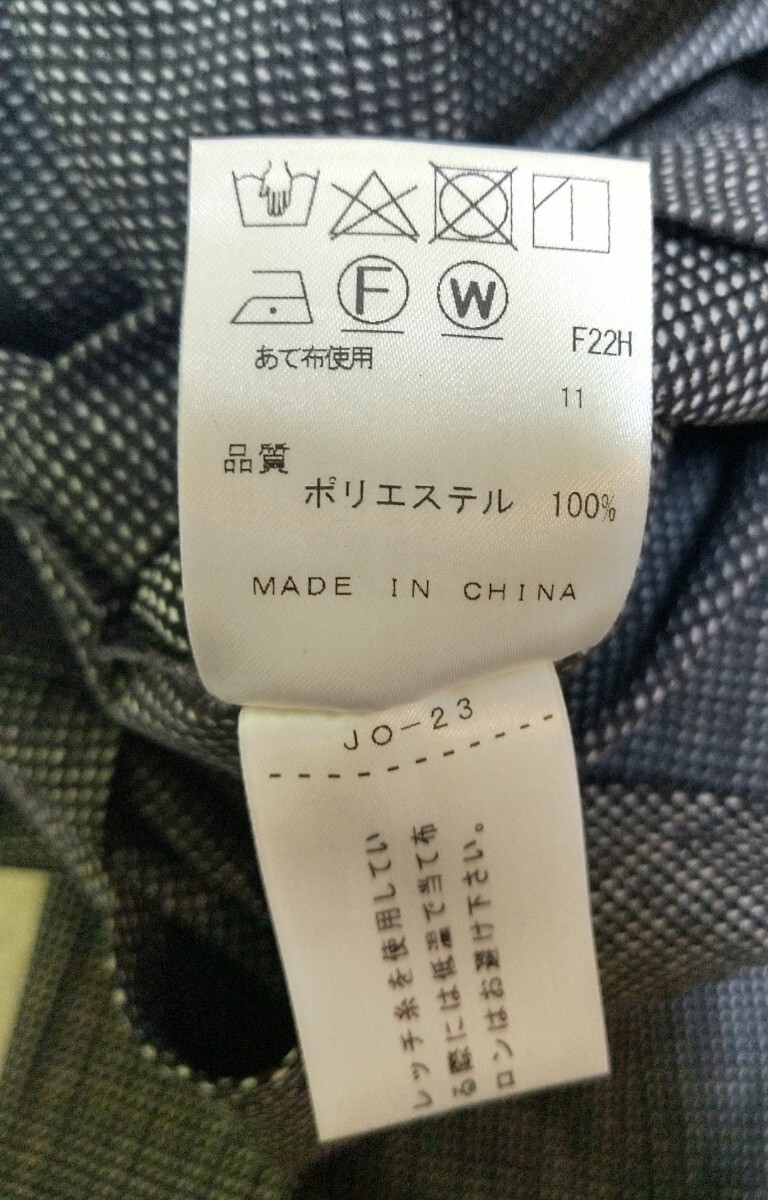 F
W
あて布使用
F22H
11
品質
ポリエステル 100%
MADE IN CHINA
JO-23
レッチ糸を使用してい
る際には低温で当て布
ロンはお避け下さい。